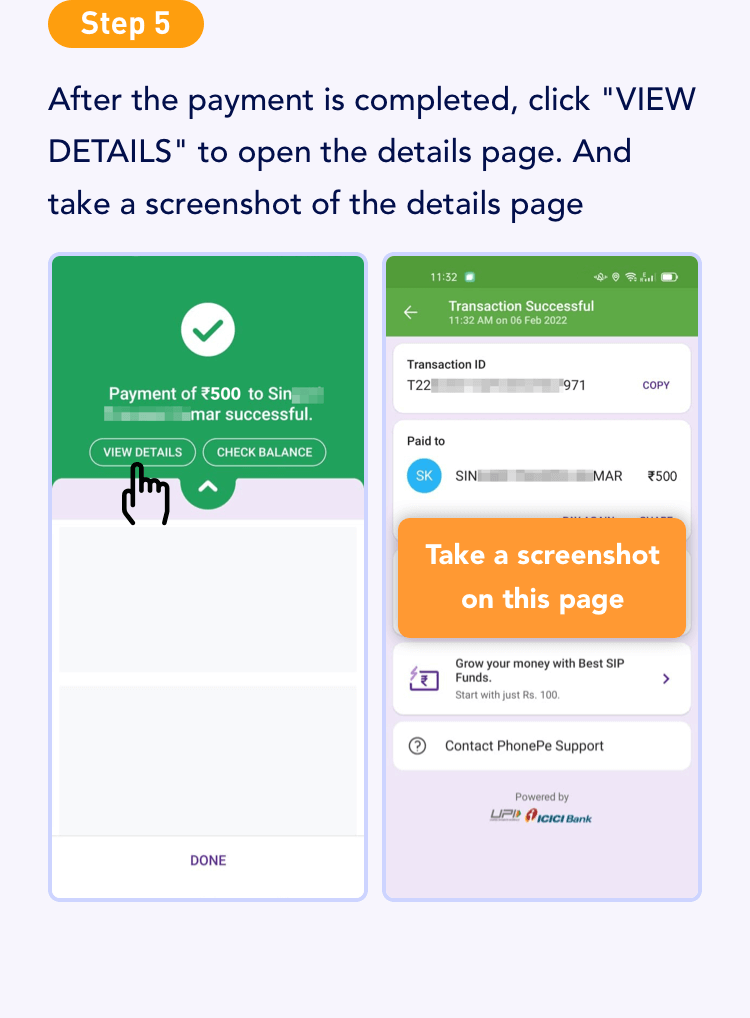 Step 5
After the payment is completed, click "VIEW
DETAILS" to open the details page. And
take a screenshot of the details page
Payment of ₹500 to Sin
mar successful.
VIEW DETAILS
CHECK BALANCE
DONE
11:32
Transaction Successful
11:32 AM on 06 Feb 2022
Transaction ID
T22 971
COPY
Paid to
SK
SIN MAR
₹500
Take a screenshot
on this page
Grow your money with Best SIP
Funds.
Start with just Rs. 100.
Contact PhonePe Support
Powered by
UPI ICICI Bank